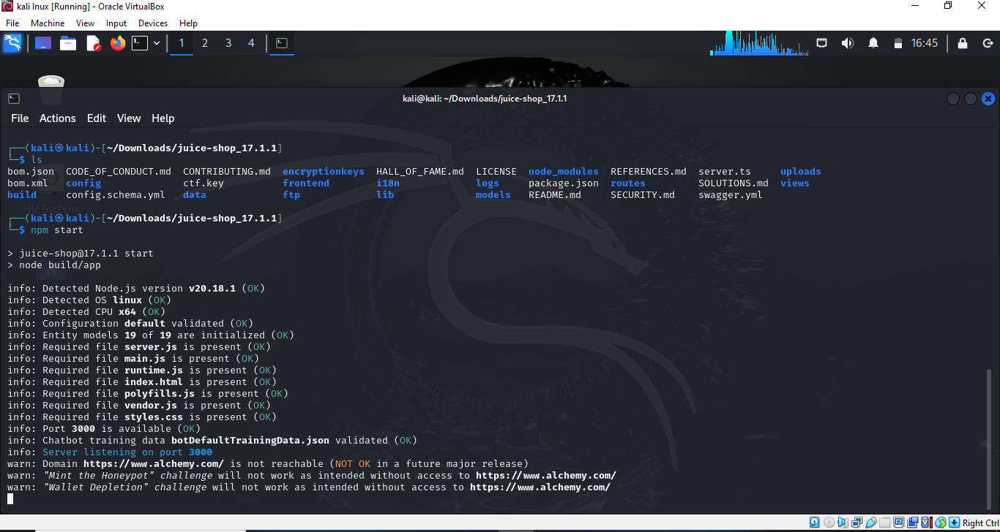 kali lnux [Running] - Oracle VirtualBox
File Machine View Input Devices Help
1 2 3 4 16:45
kali@kali: ~/Downloads/juice-shop_17.1.1
File Actions Edit View Help
┌──(kali㉿kali)-[~/Downloads/juice-shop_17.1.1]
└─$ ls
bom.json CODE_OF_CONDUCT.md CONTRIBUTING.md encryptionkeys HALL_OF_FAME.md LICENSE node_modules REFERENCES.md server.ts uploads
bom.xml config ctf.key frontend i18n logs package.json routes SOLUTIONS.md views
build config.schema.yml data ftp lib models README.md SECURITY.md swagger.yml
File System
┌──(kali㉿kali)-[~/Downloads/juice-shop_17.1.1]
└─$ npm start
> juice-shop@17.1.1 start
> node build/app
info: Detected Node.js version v20.18.1 (OK)
info: Detected OS linux (OK)
info: Detected CPU x64 (OK)
info: Configuration default validated (OK)
info: Entity models 19 of 19 are initialized (OK)
info: Required file server.js is present (OK)
info: Required file main.js is present (OK)
info: Required file runtime.js is present (OK)
info: Required file index.html is present (OK)
info: Required file polyfills.js is present (OK)
info: Required file vendor.js is present (OK)
info: Required file styles.css is present (OK)
info: Port 3000 is available (OK)
info: Chatbot training data botDefaultTrainingData.json validated (OK)
info: Server listening on port 3000
warn: Domain https://www.alchemy.com/ is not reachable (NOT OK in a future major release)
warn: "Mint the Honeypot" challenge will not work as intended without access to https://www.alchemy.com/
warn: "Wallet Depletion" challenge will not work as intended without access to https://www.alchemy.com/
Right Ctrl